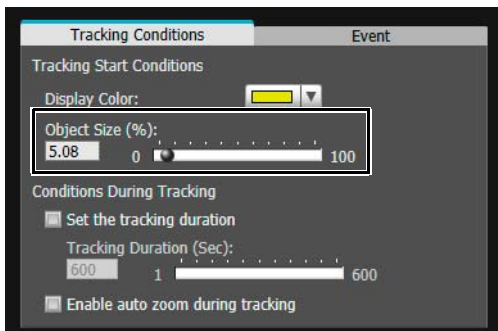 Tracking Conditions Event
Tracking Start Conditions
Display Color:
Object Size (%):
5.08 0 100
Conditions During Tracking
Set the tracking duration
Tracking Duration (Sec):
600 1 600
Enable auto zoom during tracking